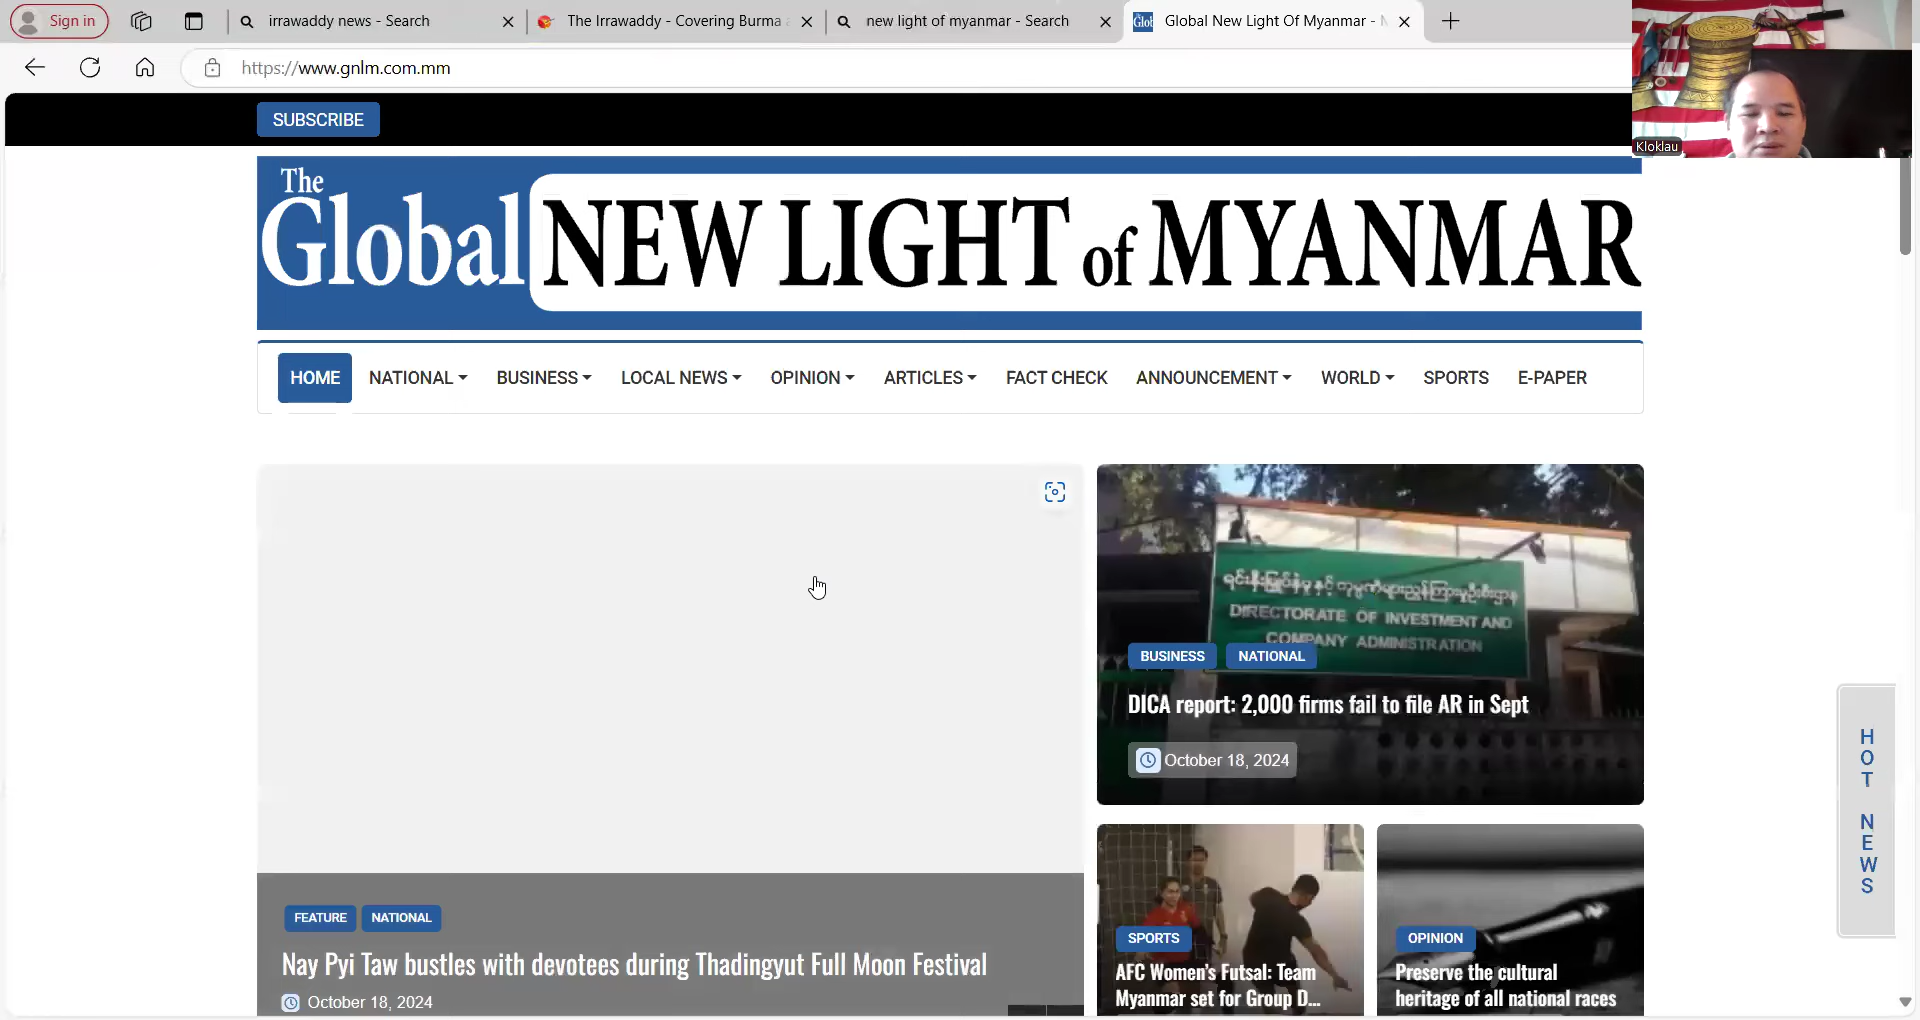 Sign in
irrawaddy news - Search
The Irrawaddy - Covering Burma
new light of myanmar - Search
Global New Light Of Myanmar -
https://www.gnlm.com.mm
Kloklau
SUBSCRIBE
The
Global NEW LIGHT of MYANMAR
HOME NATIONAL BUSINESS LOCAL NEWS OPINION ARTICLES FACT CHECK ANNOUNCEMENT WORLD SPORTS E-PAPER
DIRECTORATE OF INVESTMENT AND
COMPANY ADMINISTRATION
BUSINESS NATIONAL
DICA report: 2,000 firms fail to file AR in Sept
October 18, 2024
HOT NEWS
FEATURE NATIONAL
Nay Pyi Taw bustles with devotees during Thadingyut Full Moon Festival
October 18, 2024
SPORTS
AFC Women's Futsal: Team
Myanmar set for Group D...
OPINION
Preserve the cultural
heritage of all national races